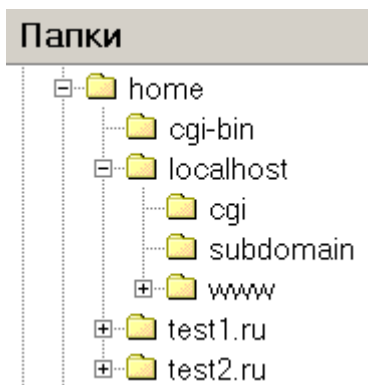 Папки
home
cgi-bin
localhost
cgi
subdomain
www
test1.ru
test2.ru